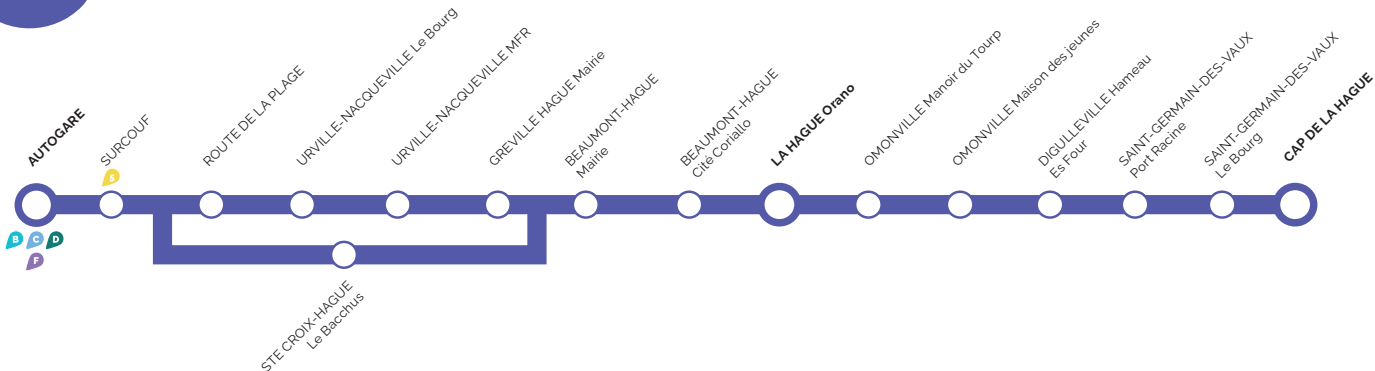 AUTOGARE
SURCOUF
ROUTE DE LA PLAGE
URVILLE-NACQUEVILLE Le Bourg
URVILLE-NACQUEVILLE MFR
GREVILLE HAGUE Mairie
BEAUMONT-HAGUE
Mairie
BEAUMONT-HAGUE
Cité Coriallo
LA HAGUE Orano
OMONVILLE Manoir du Tourp
OMONVILLE Maison des jeunes
DIGULLEVILLE Hameau
Es Four
SAINT-GERMAIN-DES-VAUX
Port Racine
SAINT-GERMAIN-DES-VAUX
Le Bourg
CAP DE LA HAGUE
E
B C D
F
STE CROIX-HAGUE
Le Bacchus